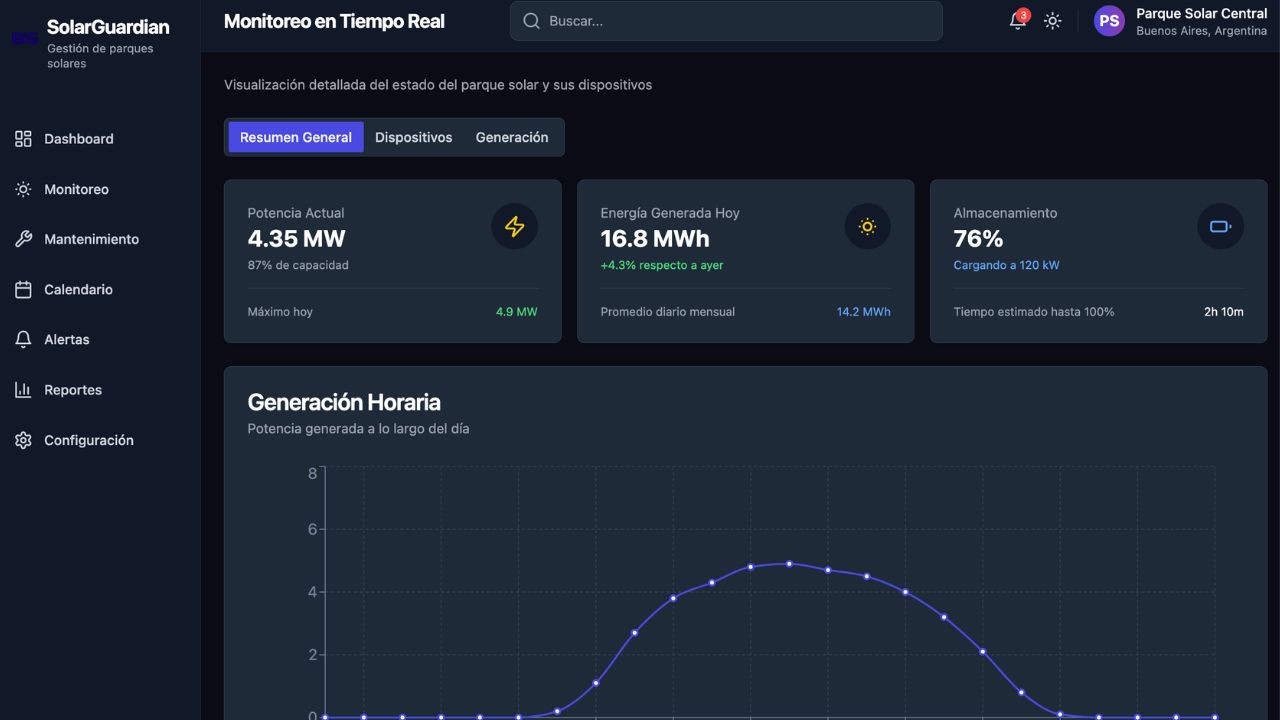 SolarGuardian
Gestión de parques
solares
Dashboard
Monitoreo
Mantenimiento
Calendario
Alertas
Reportes
Configuración
Monitoreo en Tiempo Real
Buscar...
3
PS
Parque Solar Central
Buenos Aires, Argentina
Visualización detallada del estado del parque solar y sus dispositivos
Resumen General
Dispositivos
Generación
Potencia Actual
4.35 MW
87% de capacidad
Máximo hoy
4.9 MW
Energía Generada Hoy
16.8 MWh
+4.3% respecto a ayer
Promedio diario mensual
14.2 MWh
Almacenamiento
76%
Cargando a 120 kW
Tiempo estimado hasta 100%
2h 10m
Generación Horaria
Potencia generada a lo largo del día
8
6
4
2
0